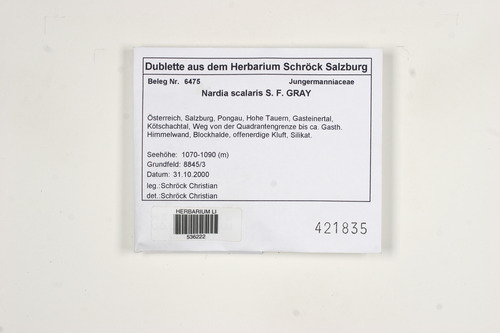 Dublette aus dem Herbarium Schröck Salzburg
Beleg Nr. 6475 Jungermanniaceae
Nardia scalaris S. F. GRAY
Österreich, Salzburg, Pongau, Hohe Tauern, Gasteinertal,
Kötschachtal, Weg von der Quadrantengrenze bis ca. Gasth.
Himmelwand, Blockhalde, offenerdige Kluft, Silikat.
Seehöhe: 1070-1090 (m)
Grundfeld: 8845/3
Datum: 31.10.2000
leg.:Schröck Christian
det.:Schröck Christian
HERBARIUM LI
536222
421835